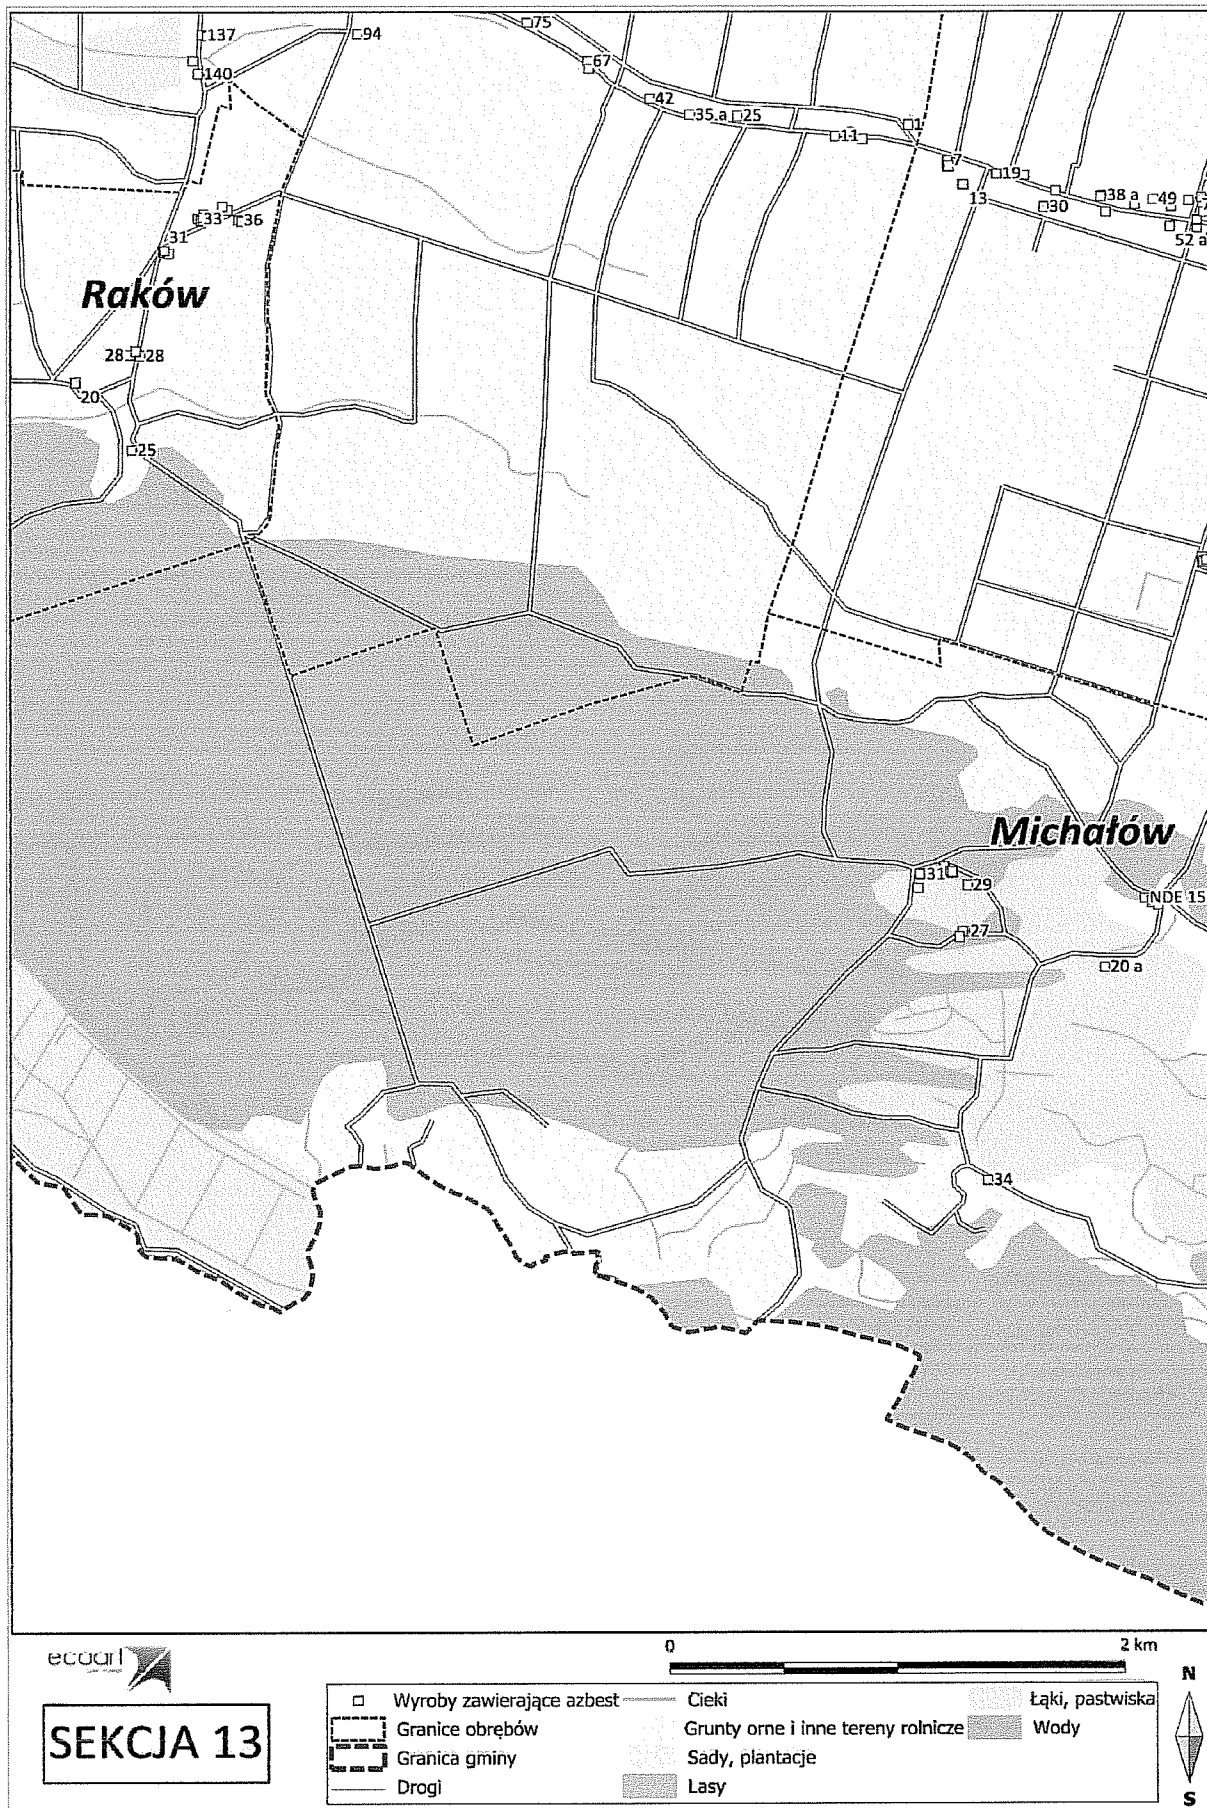 137
94
75
140
67
42
35 a
25
1
11
7
19
13
38 a
49
30
52 a
33
36
31
Raków
28
28
20
25
Michałów
31
29
NDE 15
27
20 a
34
0
2 km
N
SEKCJA 13
Wyroby zawierające azbest
Granice obrębów
Granica gminy
Drogi
Cieki
Grunty orne i inne tereny rolnicze
Sady, plantacje
Lasy
Łąki, pastwiska
Wody
S